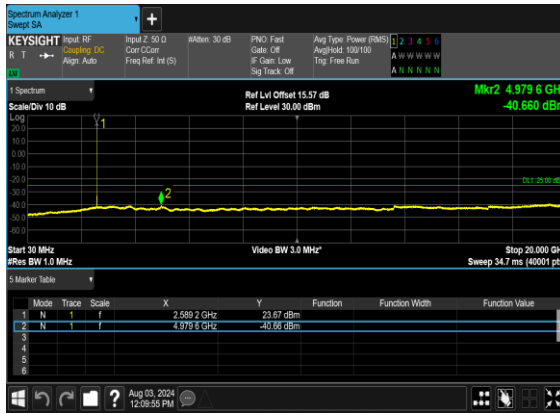 Spectrum Analyzer 1
Swept SA
KEYSIGHT Input: RF Input Z: 50 Ω #Atten: 30 dB PNO: Fast Avg Type: Power (RMS) 1 2 3 4 5 6
R T Coupling: DC Corr CCorr Gate: Off Avg|Hold: 100/100 A W W W W W
Align: Auto Freq Ref: Int (S) IF Gain: Low Trig: Free Run
Sig Track: Off A N N N N N
1 Spectrum
Scale/Div 10 dB
Ref Lvl Offset 15.57 dB
Ref Level 30.00 dBm
Mkr2 4.979 6 GH
-40.660 dBm
Log
20.0
10.0
0.00
-10.0
-20.0
-30.0
-40.0
-50.0
-60.0
1
2
DL1 -25.00 dB
Start 30 MHz Video BW 3.0 MHz* Stop 20.000 GH
#Res BW 1.0 MHz Sweep 34.7 ms (40001 pt
5 Marker Table
Mode Trace Scale X Y Function Function Width Function Value
1 N 1 f 2.589 2 GHz 23.67 dBm
2 N 1 f 4.979 6 GHz -40.66 dBm
3
4
5
6
? Aug 03, 2024
12:09:55 PM